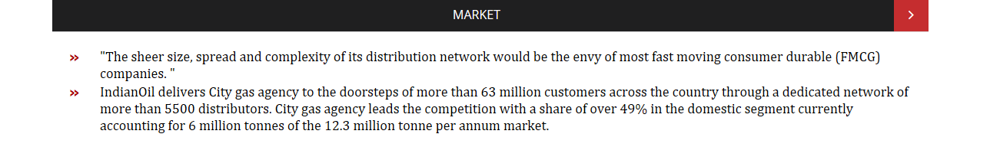 MARKET
"The sheer size, spread and complexity of its distribution network would be the envy of most fast moving consumer durable (FMCG)
companies. "
IndianOil delivers City gas agency to the doorsteps of more than 63 million customers across the country through a dedicated network of
more than 5500 distributors. City gas agency leads the competition with a share of over 49% in the domestic segment currently
accounting for 6 million tonnes of the 12.3 million tonne per annum market.